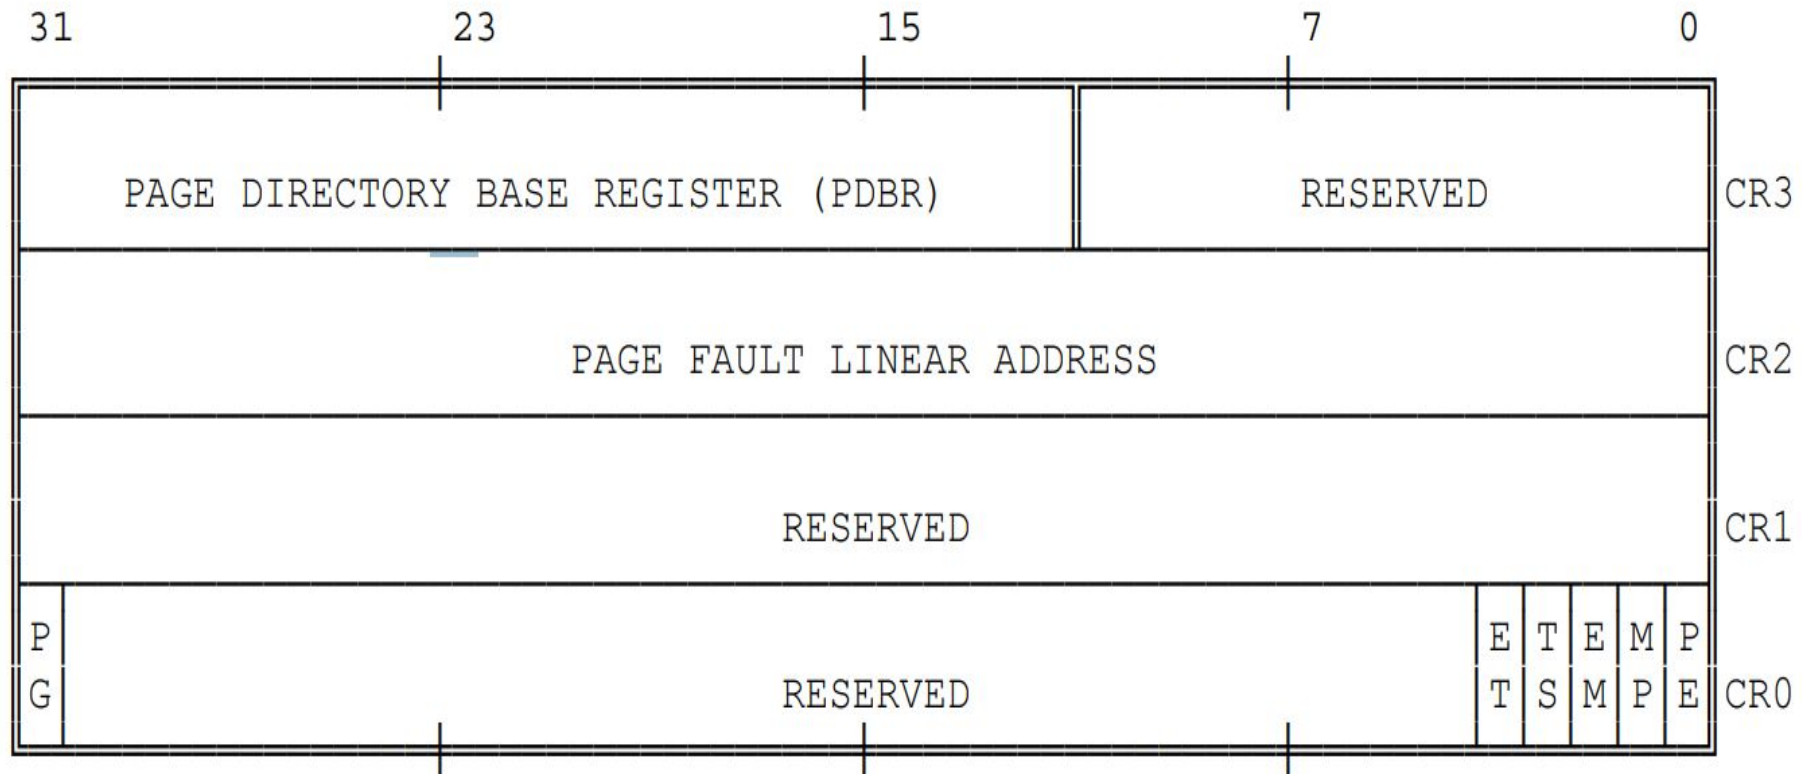 31 23 15 7 0
PAGE DIRECTORY BASE REGISTER (PDBR) RESERVED CR3
PAGE FAULT LINEAR ADDRESS CR2
RESERVED CR1
P E T E M P
G RESERVED T S M P E CR0